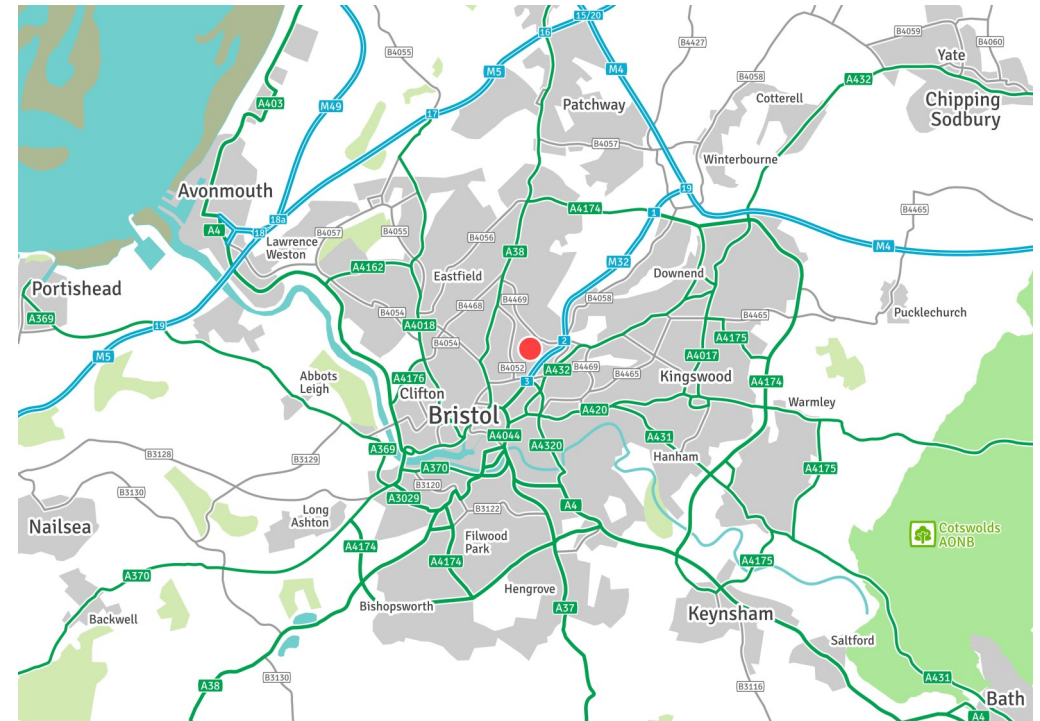 15/20
16
B4427
B4059
B4060
Yate
B4055
M5
M4
B4058
A432
Cotterell
Chipping
Sodbury
A403
M49
17
Patchway
B4057
Winterbourne
Avonmouth
18a
19
A4174
1
B4465
A4
18
B4057
B4055
B4056
Lawrence
Weston
A38
M4
M32
A4162
Eastfield
Downend
Portishead
B4468
B4469
B4058
A369
B4054
A4018
B4465
Pucklechurch
19
B4054
2
A4175
M5
A4017
B4052
A432
B4469
B4465
Kingswood
Abbots
Leigh
A4176
3
A4174
Clifton
Warmley
Bristol
A420
A4044
A4320
A431
A369
B3128
B3129
Hanham
A370
A4175
B3130
B3120
A3029
B3122
A4
Long
Ashton
Nailsea
Filwood
Park
Cotswolds
AONB
A4174
A4174
A4175
A370
Hengrove
Bishopsworth
A37
Keynsham
Backwell
Saltford
B3130
A431
A38
B3116
Bath
A4